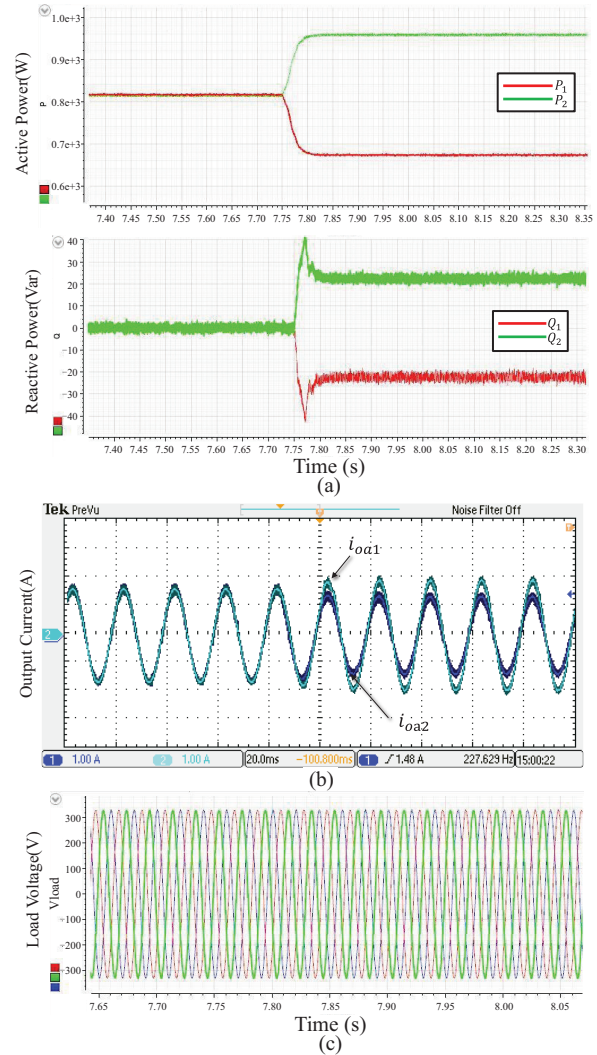 1.0e+3
0.9e+3
0.8e+3
0.7e+3
0.6e+3
Active Power(W)
P
P₁
P₂
7.40 7.45 7.50 7.55 7.60 7.65 7.70 7.75 7.80 7.85 7.90 7.95 8.00 8.05 8.10 8.15 8.20 8.25 8.30 8.35
40
30
20
10
0
−10
−20
−30
−40
Reactive Power(Var)
Q
Q₁
Q₂
7.40 7.45 7.50 7.55 7.60 7.65 7.70 7.75 7.80 7.85 7.90 7.95 8.00 8.05 8.10 8.15 8.20 8.25 8.30
Time (s)
(a)
Tek PreVu Noise Filter Off
Output Current(A)
2
iₒₐ₁
iₒₐ₂
1 1.00 A 2 1.00 A 20.0ms −100.800ms 1 1.48 A 227.629 Hz 15:00:22
(b)
300
200
100
0
-100
-200
-300
Load Voltage(V)
Vload
7.65 7.70 7.75 7.80 7.85 7.90 7.95 8.00 8.05
Time (s)
(c)